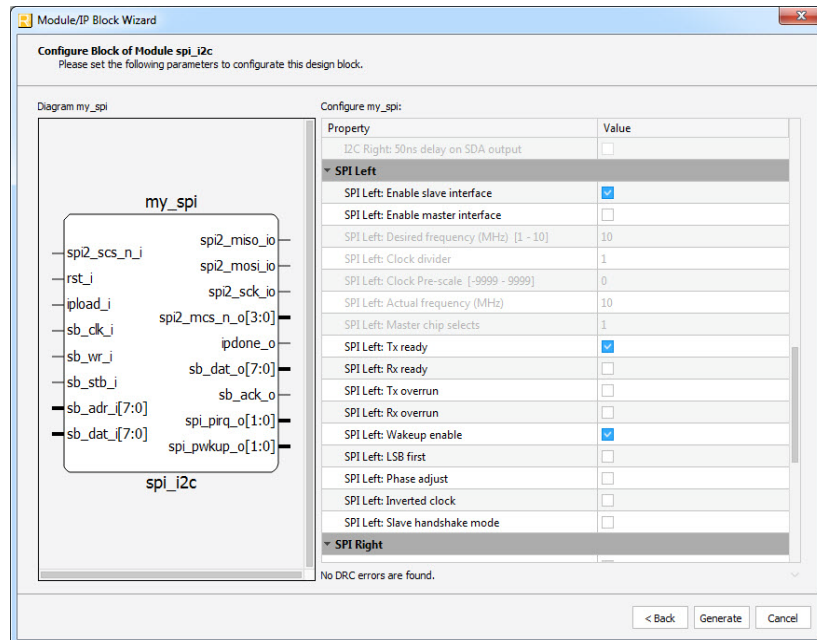 Module/IP Block Wizard
Configure Block of Module spi_i2c
Please set the following parameters to configurate this design block.
Diagram my_spi
my_spi
spi2_scs_n_i
rst_i
ipload_i
sb_clk_i
sb_wr_i
sb_stb_i
sb_adr_i[7:0]
sb_dat_i[7:0]
spi2_miso_io
spi2_mosi_io
spi2_sck_io
spi2_mcs_n_o[3:0]
ipdone_o
sb_dat_o[7:0]
sb_ack_o
spi_pirq_o[1:0]
spi_pwkup_o[1:0]
spi_i2c
Configure my_spi:
Property Value
I2C Right: 50ns delay on SDA output
SPI Left
SPI Left: Enable slave interface
SPI Left: Enable master interface
SPI Left: Desired frequency (MHz) [1 - 10] 10
SPI Left: Clock divider 1
SPI Left: Clock Pre-scale [-9999 - 9999] 0
SPI Left: Actual frequency (MHz) 10
SPI Left: Master chip selects 1
SPI Left: Tx ready
SPI Left: Rx ready
SPI Left: Tx overrun
SPI Left: Rx overrun
SPI Left: Wakeup enable
SPI Left: LSB first
SPI Left: Phase adjust
SPI Left: Inverted clock
SPI Left: Slave handshake mode
SPI Right
No DRC errors are found.
< Back Generate Cancel